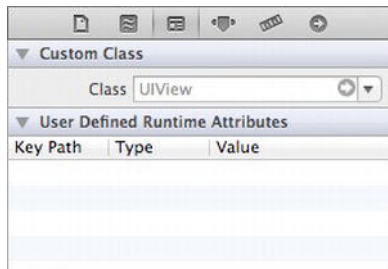 Custom Class
Class UIView
User Defined Runtime Attributes
Key Path Type Value